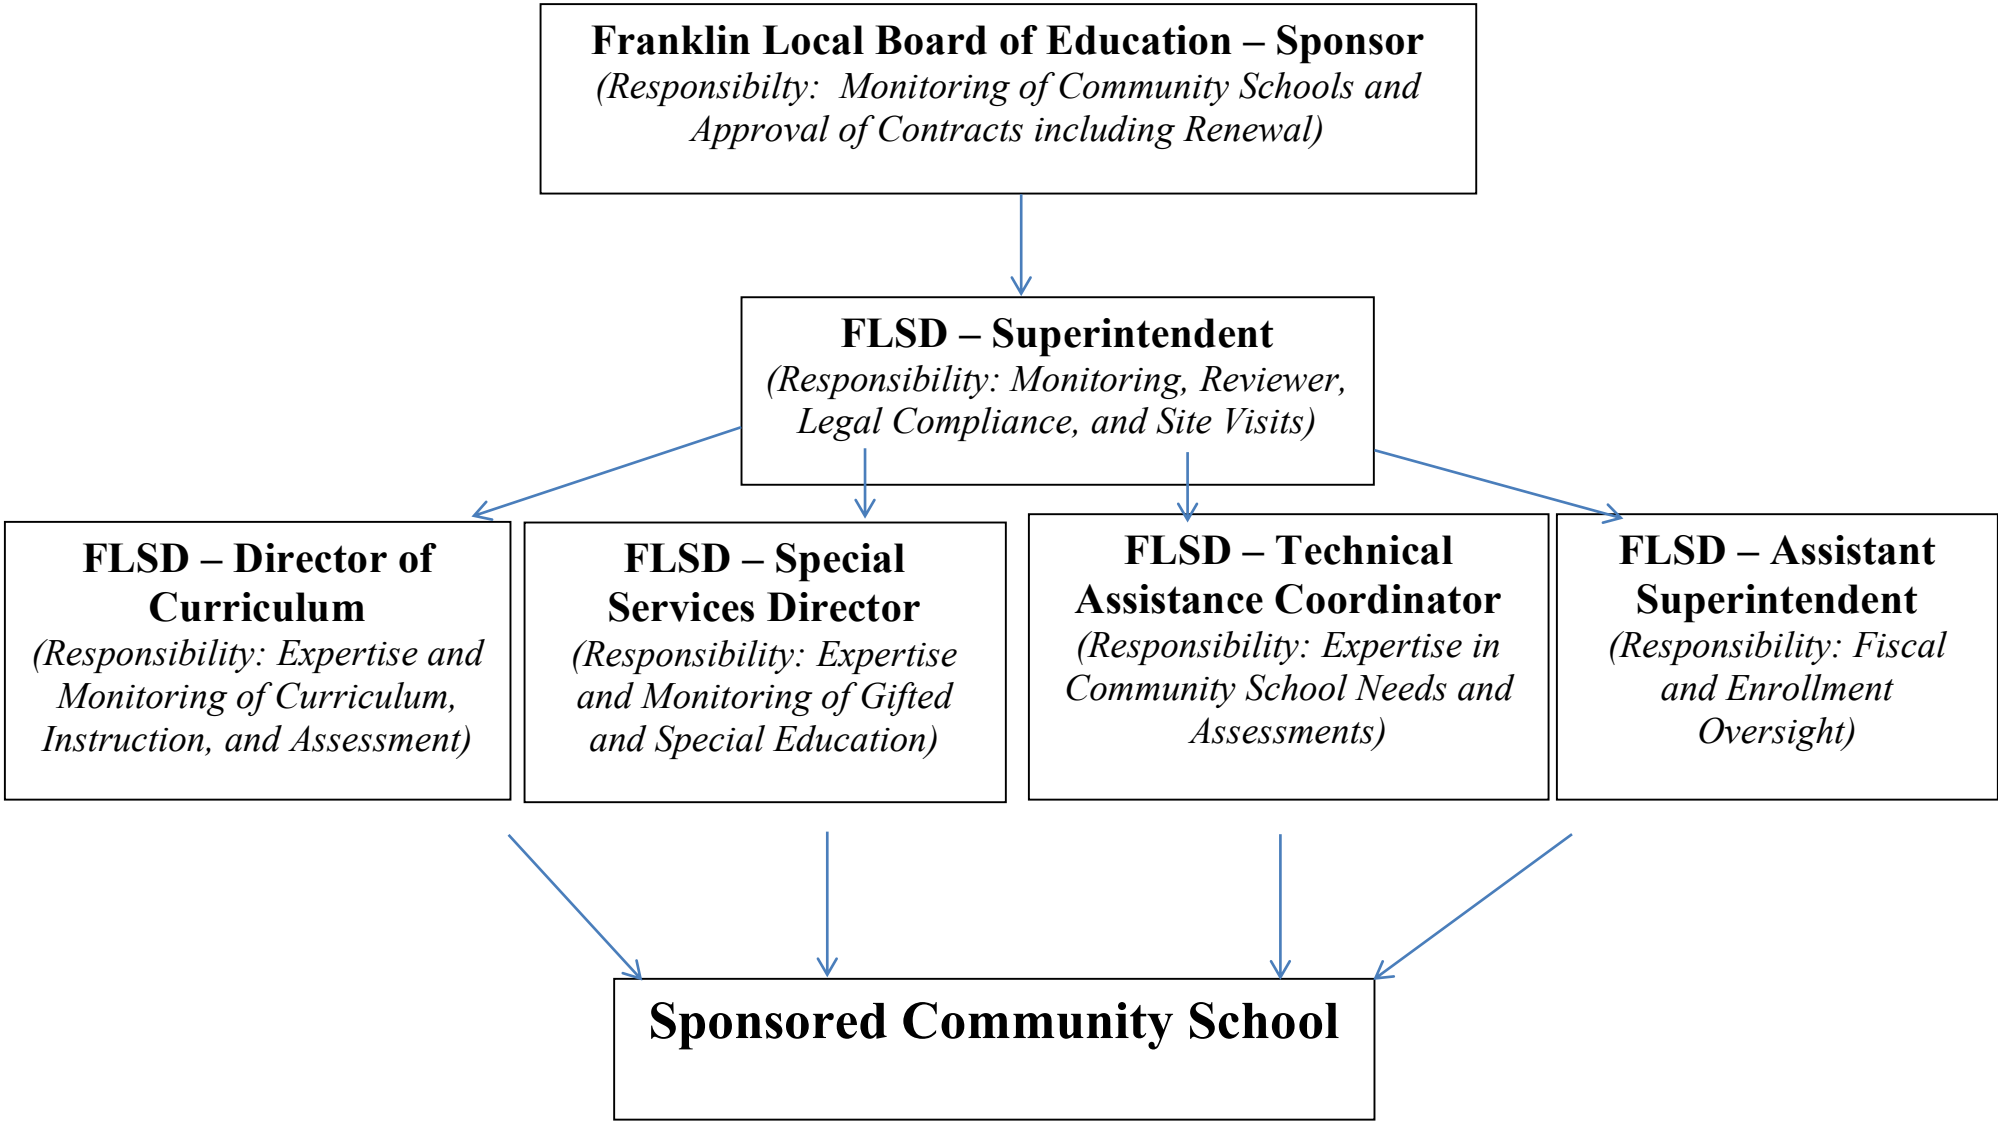 Franklin Local Board of Education – Sponsor
(Responsibilty:  Monitoring of Community Schools and
Approval of Contracts including Renewal)
FLSD – Superintendent
(Responsibility: Monitoring, Reviewer,
Legal Compliance, and Site Visits)
FLSD – Director of
Curriculum
(Responsibility: Expertise and
Monitoring of Curriculum,
Instruction, and Assessment)
FLSD – Special
Services Director
(Responsibility: Expertise
and Monitoring of Gifted
and Special Education)
FLSD – Technical
Assistance Coordinator
(Responsibility: Expertise in
Community School Needs and
Assessments)
FLSD – Assistant
Superintendent
(Responsibility: Fiscal
and Enrollment
Oversight)
Sponsored Community School